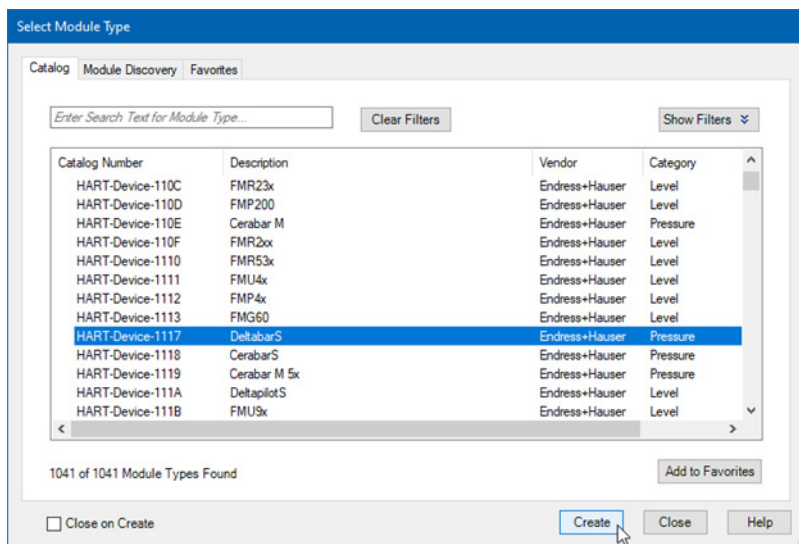 Select Module Type
Catalog Module Discovery Favorites
Enter Search Text for Module Type... Clear Filters Show Filters
Catalog Number Description Vendor Category
HART-Device-110C FMR23x Endress+Hauser Level
HART-Device-110D FMP200 Endress+Hauser Level
HART-Device-110E Cerabar M Endress+Hauser Pressure
HART-Device-110F FMR2xx Endress+Hauser Level
HART-Device-1110 FMR53x Endress+Hauser Level
HART-Device-1111 FMU4x Endress+Hauser Level
HART-Device-1112 FMP4x Endress+Hauser Level
HART-Device-1113 FMG60 Endress+Hauser Level
HART-Device-1117 DeltabarS Endress+Hauser Pressure
HART-Device-1118 CerabarS Endress+Hauser Pressure
HART-Device-1119 Cerabar M 5x Endress+Hauser Pressure
HART-Device-111A DeltapilotS Endress+Hauser Level
HART-Device-111B FMU9x Endress+Hauser Level
1041 of 1041 Module Types Found Add to Favorites
Close on Create Create Close Help